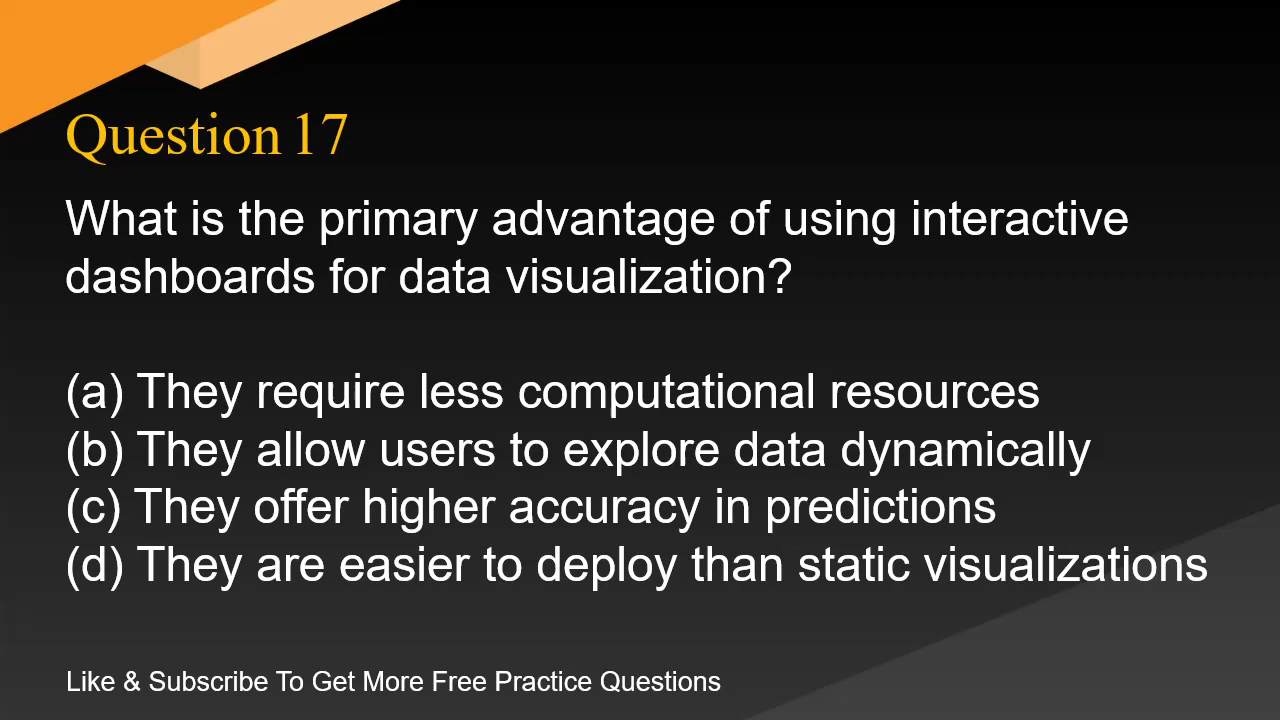 Question 17
What is the primary advantage of using interactive
dashboards for data visualization?
(a) They require less computational resources
(b) They allow users to explore data dynamically
(c) They offer higher accuracy in predictions
(d) They are easier to deploy than static visualizations
Like & Subscribe To Get More Free Practice Questions